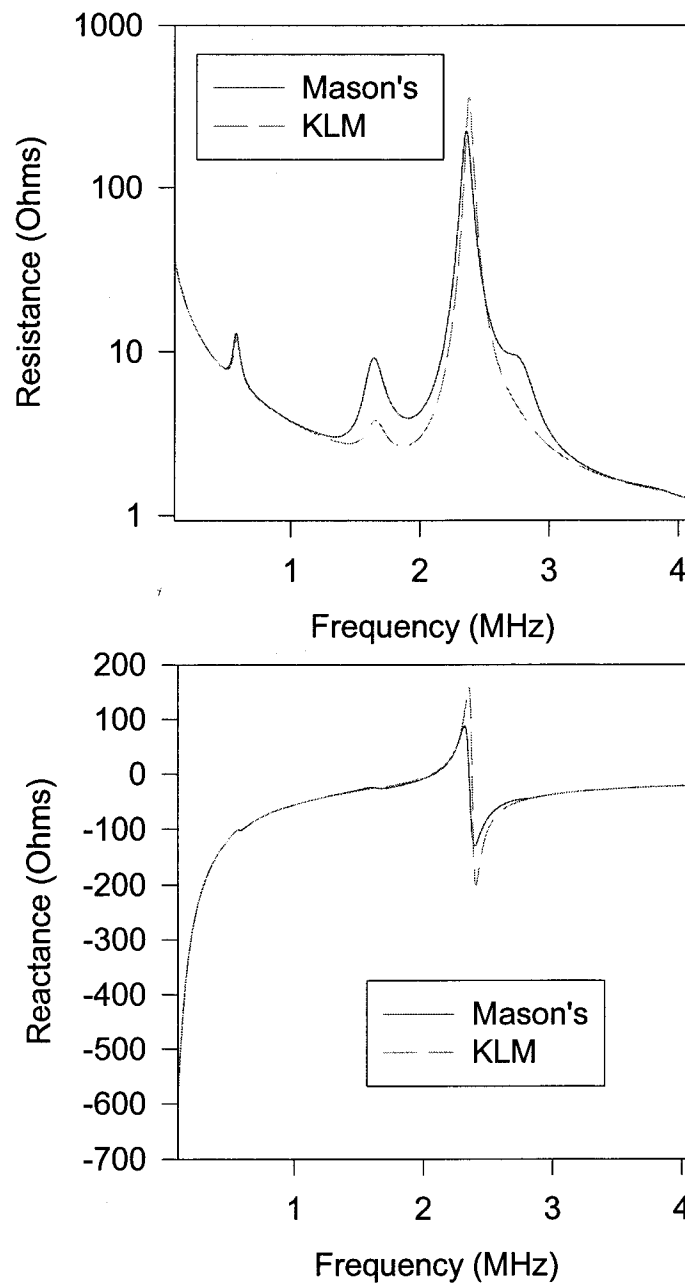 1000
Mason's
KLM
100
10
1
Resistance (Ohms)
1 2 3 4
Frequency (MHz)
200
100
0
-100
-200
-300
-400
-500
-600
-700
Reactance (Ohms)
Mason's
KLM
1 2 3 4
Frequency (MHz)